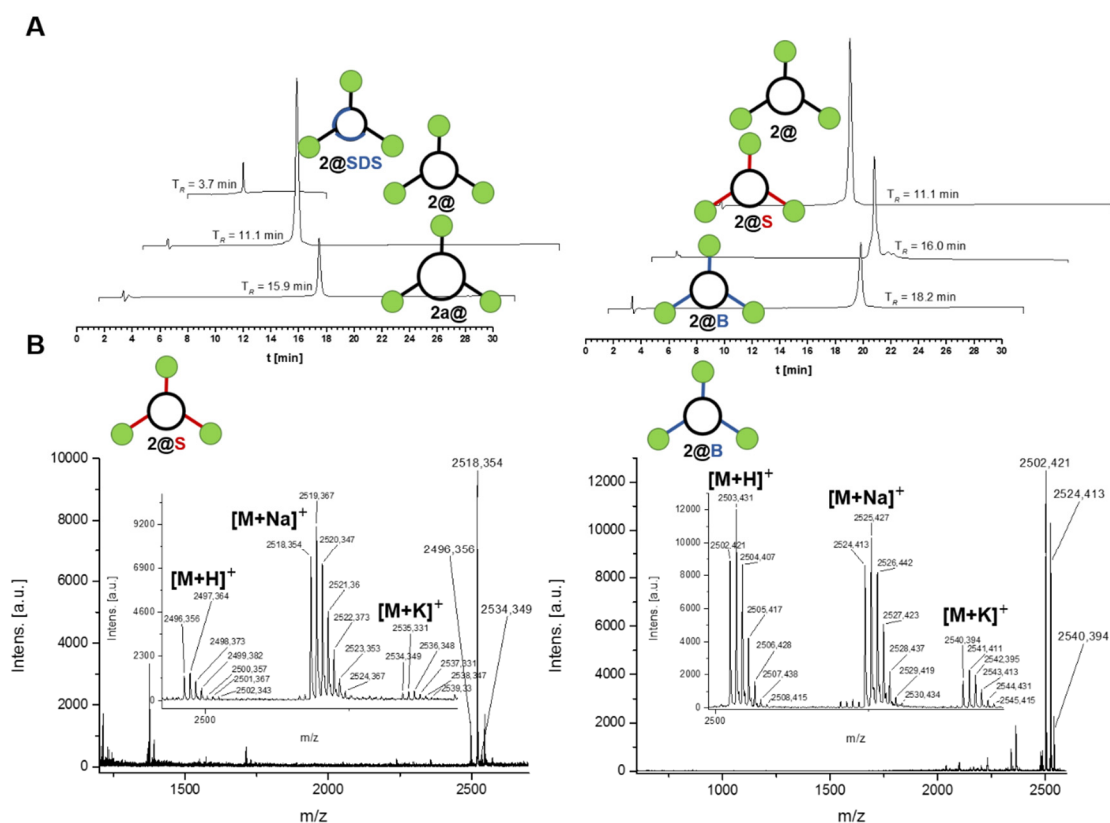 A
2@SDS
T_R = 3.7 min
2@
T_R = 11.1 min
T_R = 15.9 min
2a@
0 2 4 6 8 10 12 14 16 18 20 22 24 26 28 30
t [min]
2@
2@S
T_R = 11.1 min
T_R = 16.0 min
2@B
T_R = 18.2 min
0 2 4 6 8 10 12 14 16 18 20 22 24 26 28 30
t [min]
B
2@S
10000
8000
6000
4000
2000
0
Intens. [a.u.]
1500 2000 2500
m/z
2518,354
2496,356
2534,349
9200
6900
4600
2300
0
Intens. [a.u.]
2500
m/z
[M+H]+
2496,356
2497,364
2498,373
2499,382
2500,357
2501,367
2502,343
[M+Na]+
2519,367
2518,354
2520,347
2521,36
2522,373
2523,353
2524,367
[M+K]+
2535,331
2534,349
2536,348
2537,331
2538,347
2539,33
2@B
12000
10000
8000
6000
4000
2000
0
Intens. [a.u.]
1000 1500 2000 2500
m/z
2502,421
2524,413
2540,394
12000
10000
8000
6000
4000
2000
0
Intens. [a.u.]
2500
m/z
[M+H]+
2503,431
2502,421
2504,407
2505,417
2506,428
2507,438
2508,415
[M+Na]+
2525,427
2524,413
2526,442
2527,423
2528,437
2529,419
2530,434
[M+K]+
2540,394
2541,411
2542,395
2543,413
2544,431
2545,415